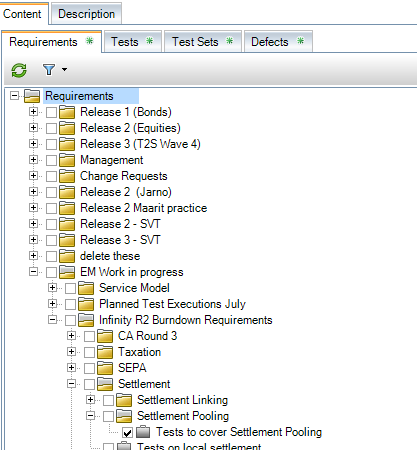 Content Description
Requirements * Tests * Test Sets * Defects *
Requirements
Release 1 (Bonds)
Release 2 (Equities)
Release 3 (T2S Wave 4)
Management
Change Requests
Release 2 (Jarno)
Release 2 Maarit practice
Release 2 - SVT
Release 3 - SVT
delete these
EM Work in progress
Service Model
Planned Test Executions July
Infinity R2 Burndown Requirements
CA Round 3
Taxation
SEPA
Settlement
Settlement Linking
Settlement Pooling
Tests to cover Settlement Pooling
Tests on local settlement